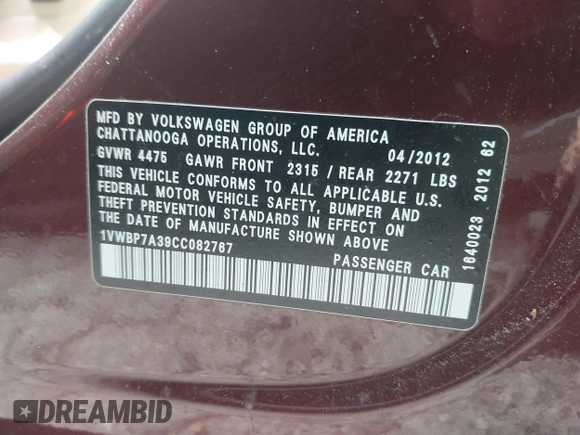 MFD BY VOLKSWAGEN GROUP OF AMERICA
CHATTANOOGA OPERATIONS, LLC. 04/2012
GVWR 4475 GAWR FRONT 2315 / REAR 2271 LBS
THIS VEHICLE CONFORMS TO ALL APPLICABLE U.S.
FEDERAL MOTOR VEHICLE SAFETY, BUMPER AND
THEFT PREVENTION STANDARDS IN EFFECT ON
THE DATE OF MANUFACTURE SHOWN ABOVE
1VWBP7A39CC082767 PASSENGER CAR
1640023 2012 62
DREAMBID